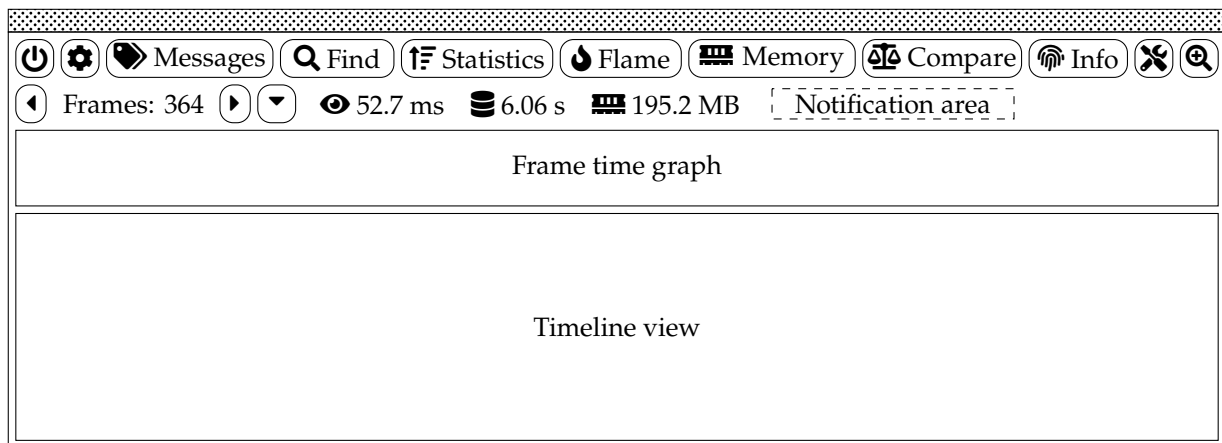 Messages Find Statistics Flame Memory Compare Info
Frames: 364 52.7 ms 6.06 s 195.2 MB Notification area
Frame time graph
Timeline view